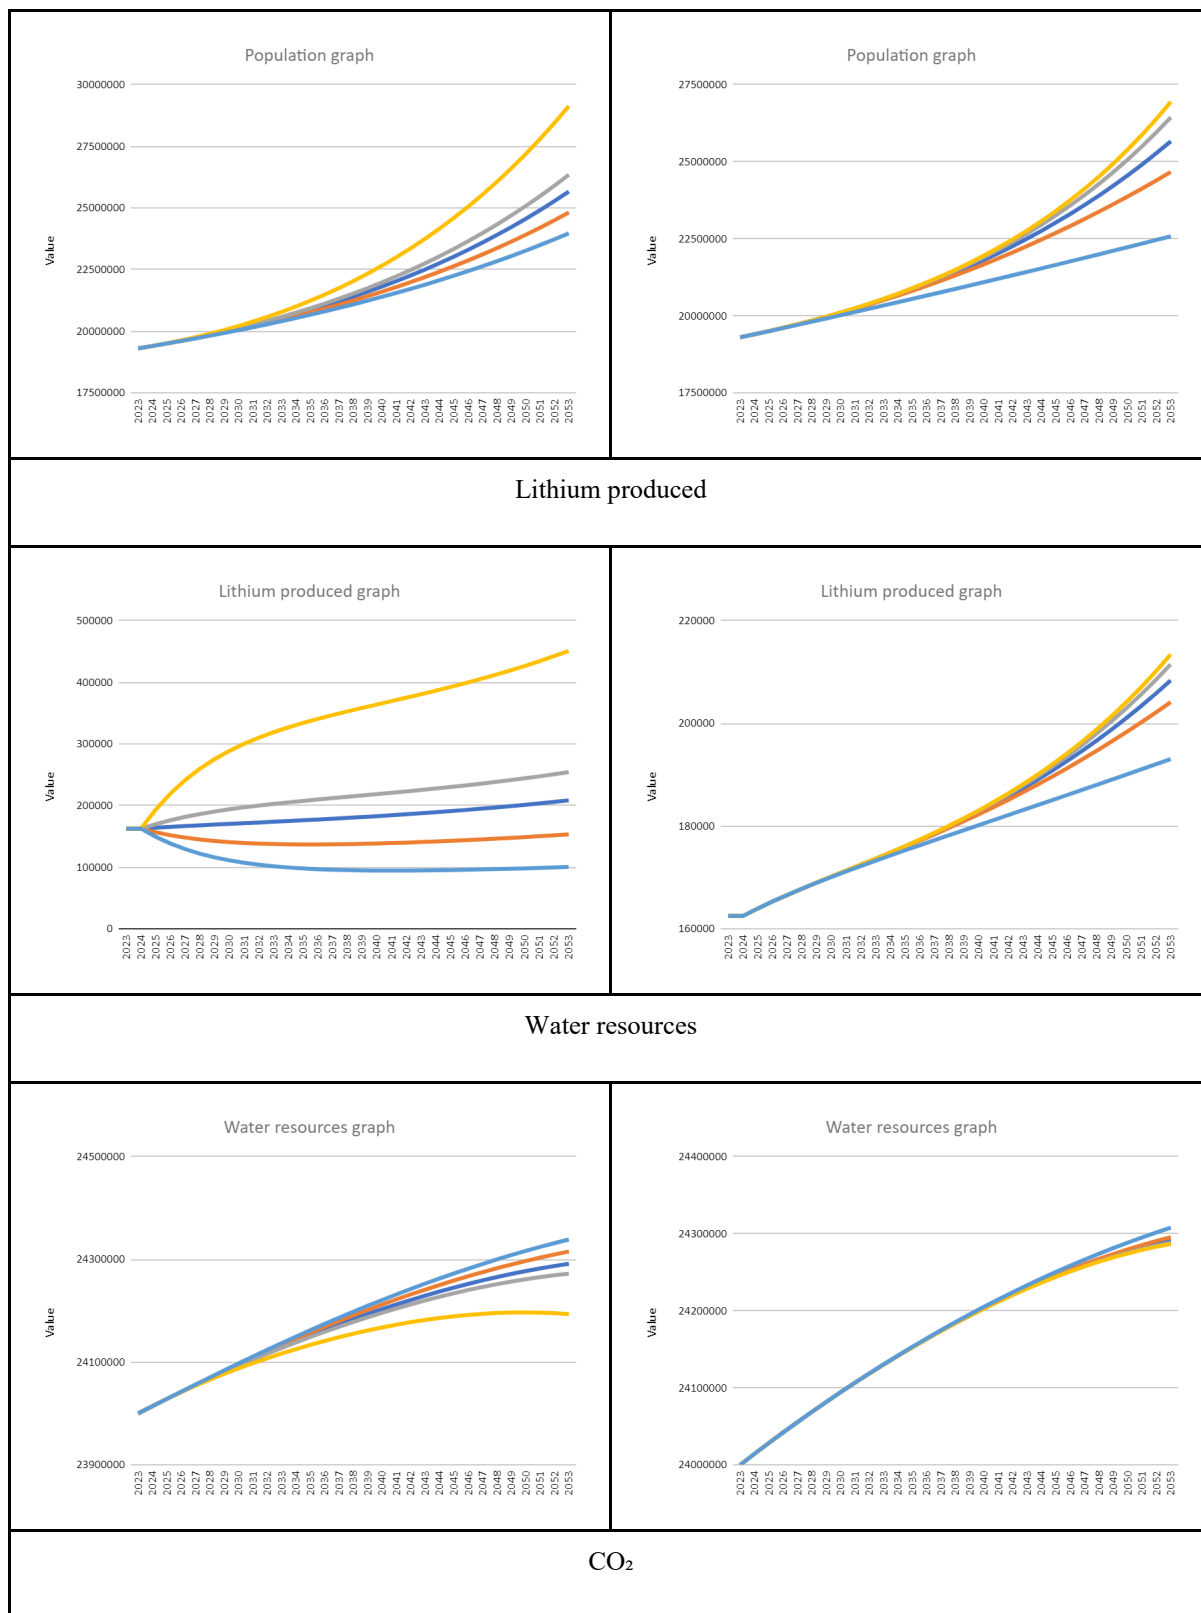 Population graph
30000000
27500000
25000000
22500000
20000000
17500000
Value
2023 2024 2025 2026 2027 2028 2029 2030 2031 2032 2033 2034 2035 2036 2037 2038 2039 2040 2041 2042 2043 2044 2045 2046 2047 2048 2049 2050 2051 2052 2053
Population graph
27500000
25000000
22500000
20000000
17500000
Value
2023 2024 2025 2026 2027 2028 2029 2030 2031 2032 2033 2034 2035 2036 2037 2038 2039 2040 2041 2042 2043 2044 2045 2046 2047 2048 2049 2050 2051 2052 2053
Lithium produced
Lithium produced graph
500000
400000
300000
200000
100000
0
Value
2023 2024 2025 2026 2027 2028 2029 2030 2031 2032 2033 2034 2035 2036 2037 2038 2039 2040 2041 2042 2043 2044 2045 2046 2047 2048 2049 2050 2051 2052 2053
Lithium produced graph
220000
200000
180000
160000
Value
2023 2024 2025 2026 2027 2028 2029 2030 2031 2032 2033 2034 2035 2036 2037 2038 2039 2040 2041 2042 2043 2044 2045 2046 2047 2048 2049 2050 2051 2052 2053
Water resources
Water resources graph
24500000
24300000
24100000
23900000
Value
2023 2024 2025 2026 2027 2028 2029 2030 2031 2032 2033 2034 2035 2036 2037 2038 2039 2040 2041 2042 2043 2044 2045 2046 2047 2048 2049 2050 2051 2052 2053
Water resources graph
24400000
24300000
24200000
24100000
24000000
Value
2023 2024 2025 2026 2027 2028 2029 2030 2031 2032 2033 2034 2035 2036 2037 2038 2039 2040 2041 2042 2043 2044 2045 2046 2047 2048 2049 2050 2051 2052 2053
CO₂